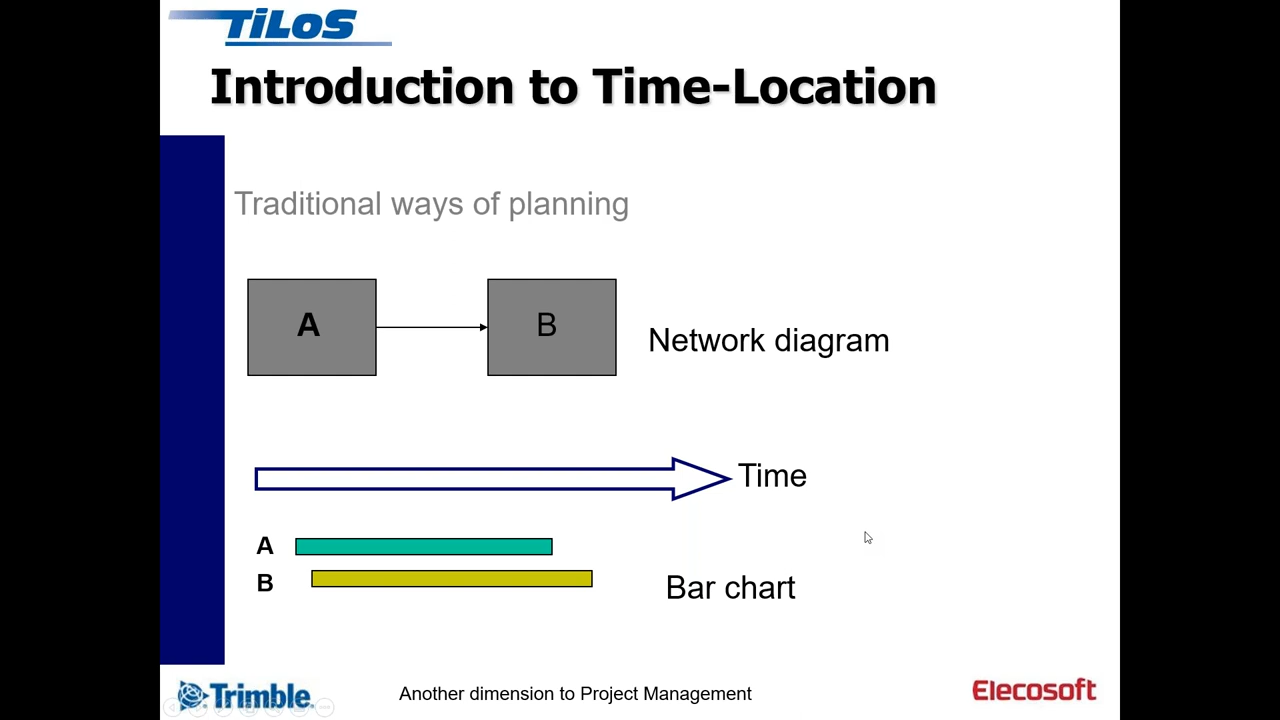 TiLOS
Introduction to Time-Location
Traditional ways of planning
A
B
Network diagram
Time
A
B
Bar chart
Trimble.
Another dimension to Project Management
Elecosoft